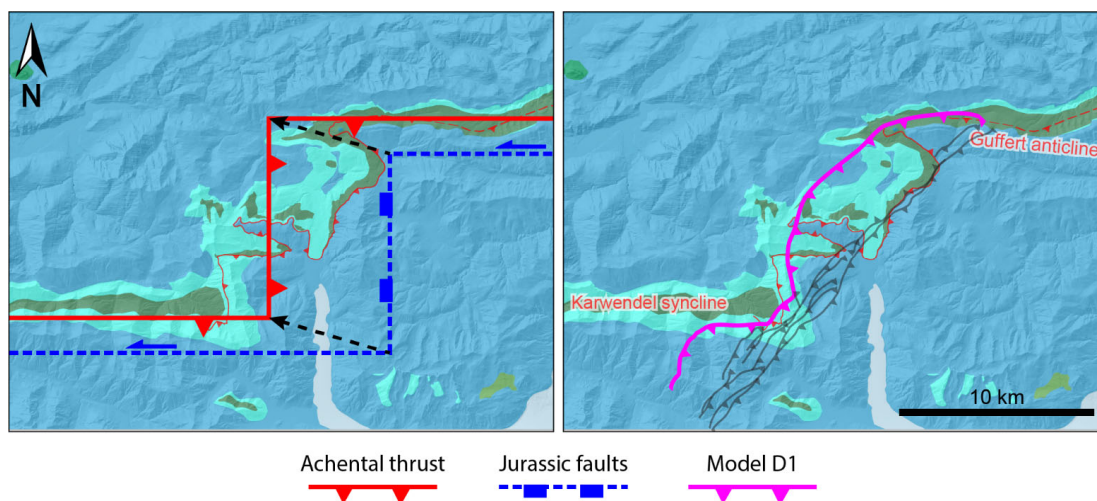 N
Guffert anticline
Karwendel syncline
10 km
Achental thrust
Jurassic faults
Model D1